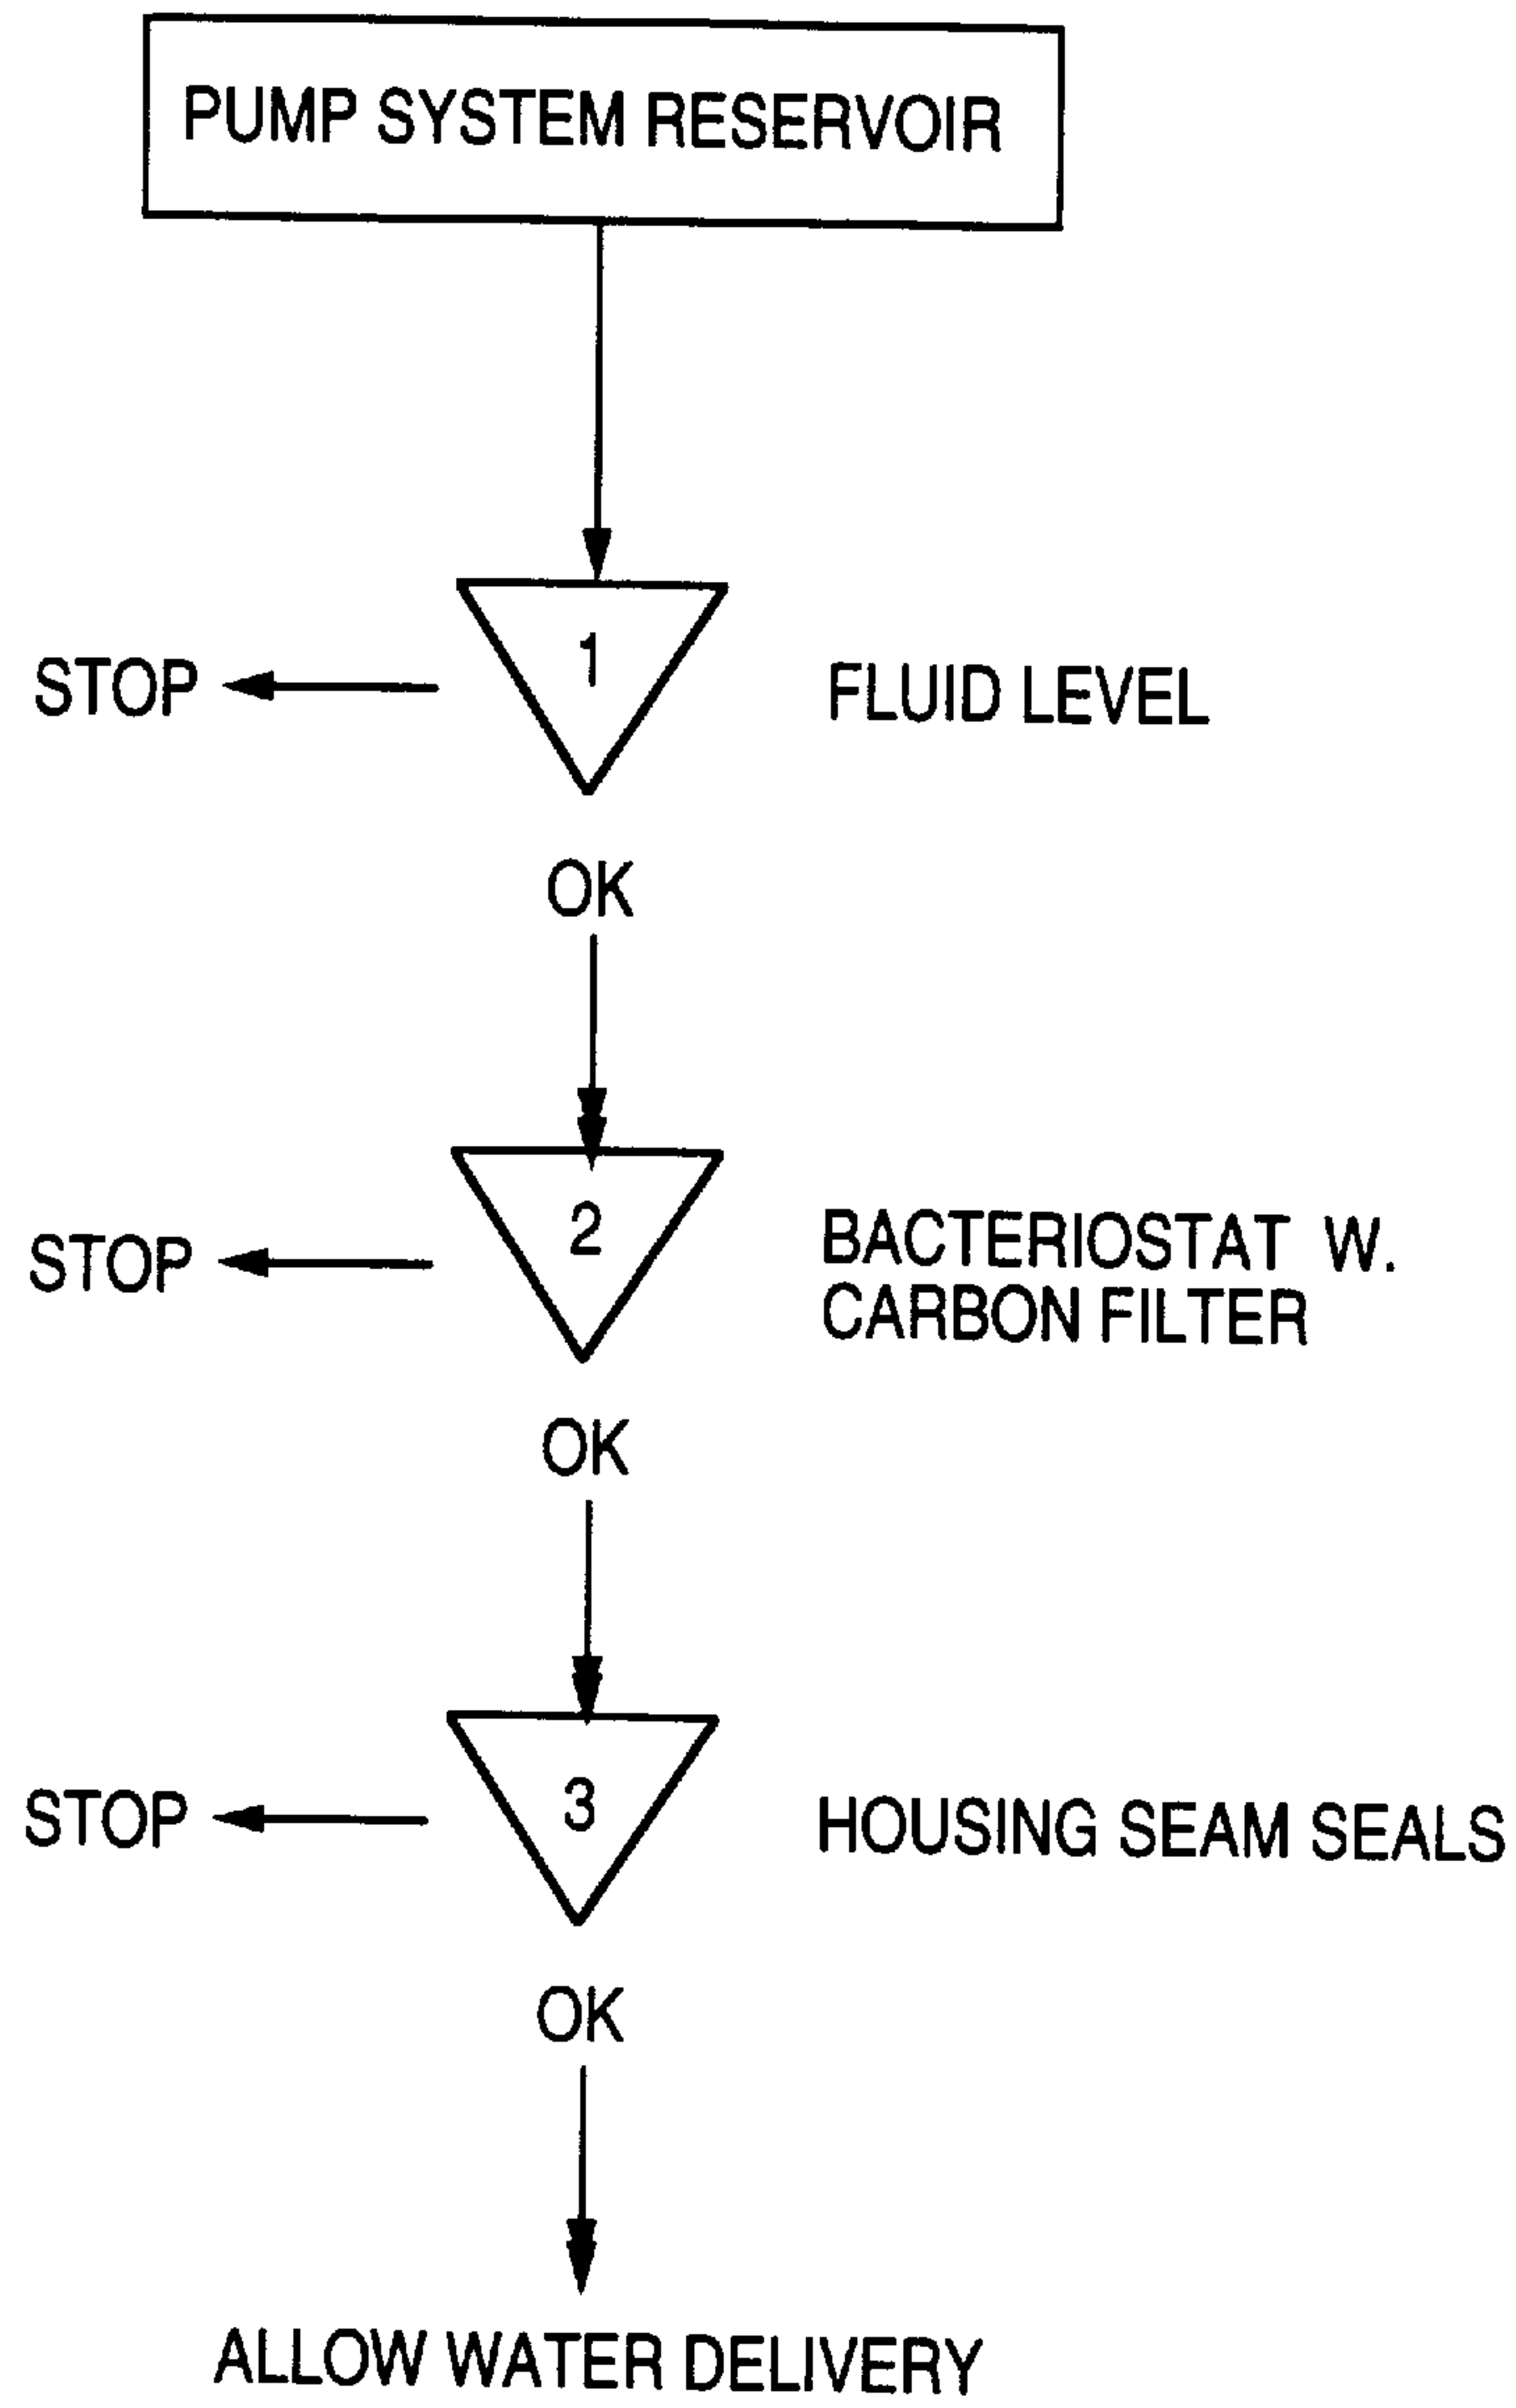 PUMP SYSTEM RESERVOIR
1
STOP
FLUID LEVEL
OK
2
STOP
BACTERIOSTAT W.
CARBON FILTER
OK
3
STOP
HOUSING SEAM SEALS
OK
ALLOW WATER DELIVERY